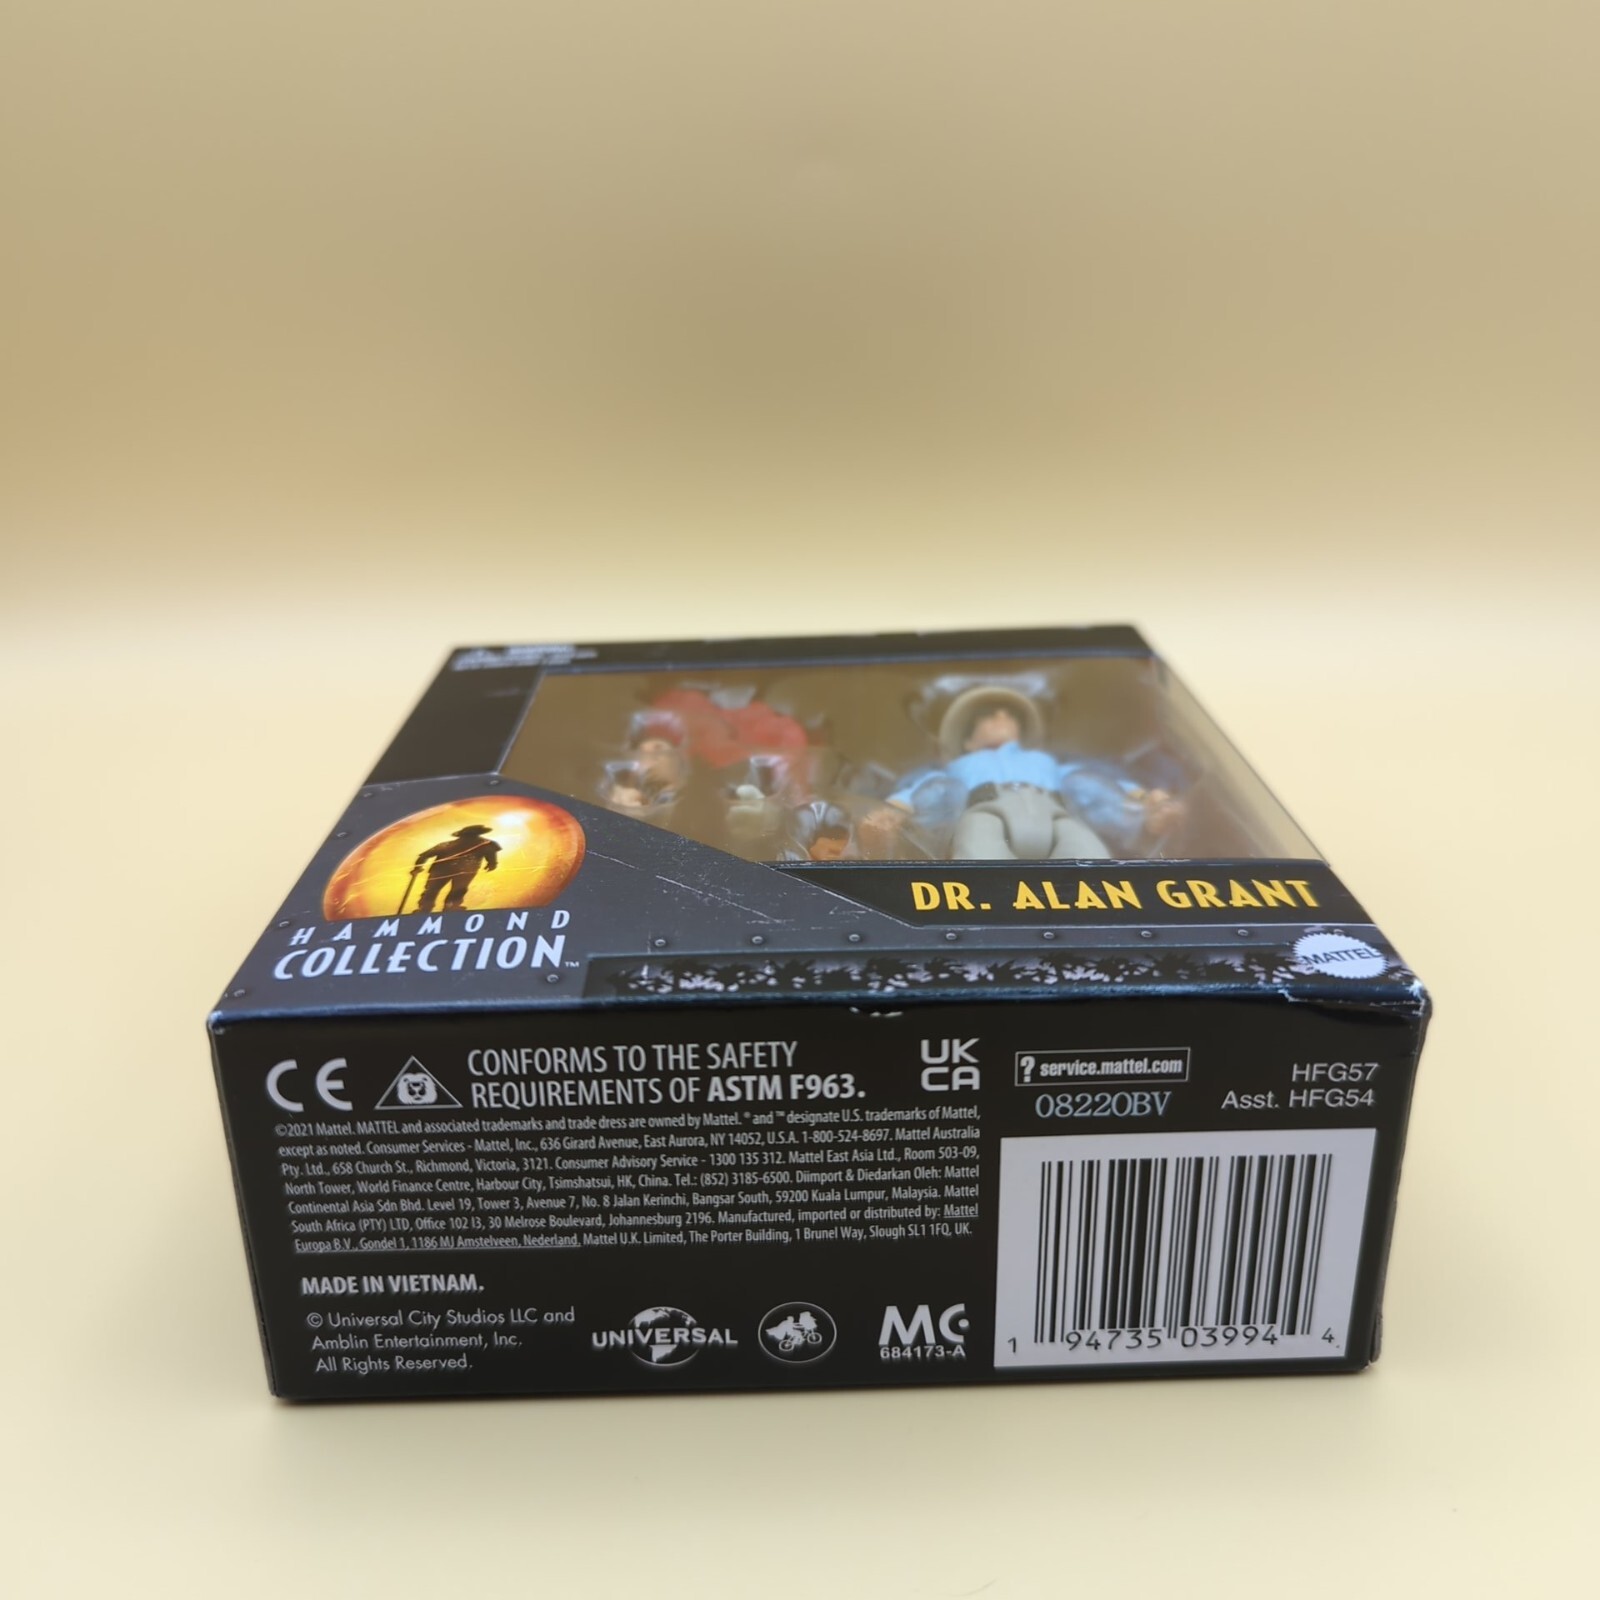 HAMMOND
COLLECTION™
DR. ALAN GRANT
MATTEL
CE
CONFORMS TO THE SAFETY
REQUIREMENTS OF ASTM F963.
©2021 Mattel. MATTEL and associated trademarks and trade dress are owned by Mattel. ® and ™ designate U.S. trademarks of Mattel,
except as noted. Consumer Services - Mattel, Inc., 636 Girard Avenue, East Aurora, NY 14052, U.S.A. 1-800-524-8697. Mattel Australia
Pty. Ltd., 658 Church St., Richmond, Victoria, 3121. Consumer Advisory Service - 1300 135 312. Mattel East Asia Ltd., Room 503-09,
North Tower, World Finance Centre, Harbour City, Tsimshatsui, HK, China. Tel.: (852) 3185-6500. Diimport & Diedarkan Oleh: Mattel
Continental Asia Sdn Bhd. Level 19, Tower 3, Avenue 7, No. 8 Jalan Kerinchi, Bangsar South, 59200 Kuala Lumpur, Malaysia. Mattel
South Africa (PTY) LTD, Office 102 I3, 30 Melrose Boulevard, Johannesburg 2196. Manufactured, imported or distributed by: Mattel
Europa B.V., Gondel 1, 1186 MJ Amstelveen, Nederland. Mattel U.K. Limited, The Porter Building, 1 Brunel Way, Slough SL1 1FQ, UK.
MADE IN VIETNAM.
© Universal City Studios LLC and
Amblin Entertainment, Inc.
All Rights Reserved.
UNIVERSAL
MC
684173-A
UK
CA
? service.mattel.com
08220BV
HFG57
Asst. HFG54
1 94735 03994 4